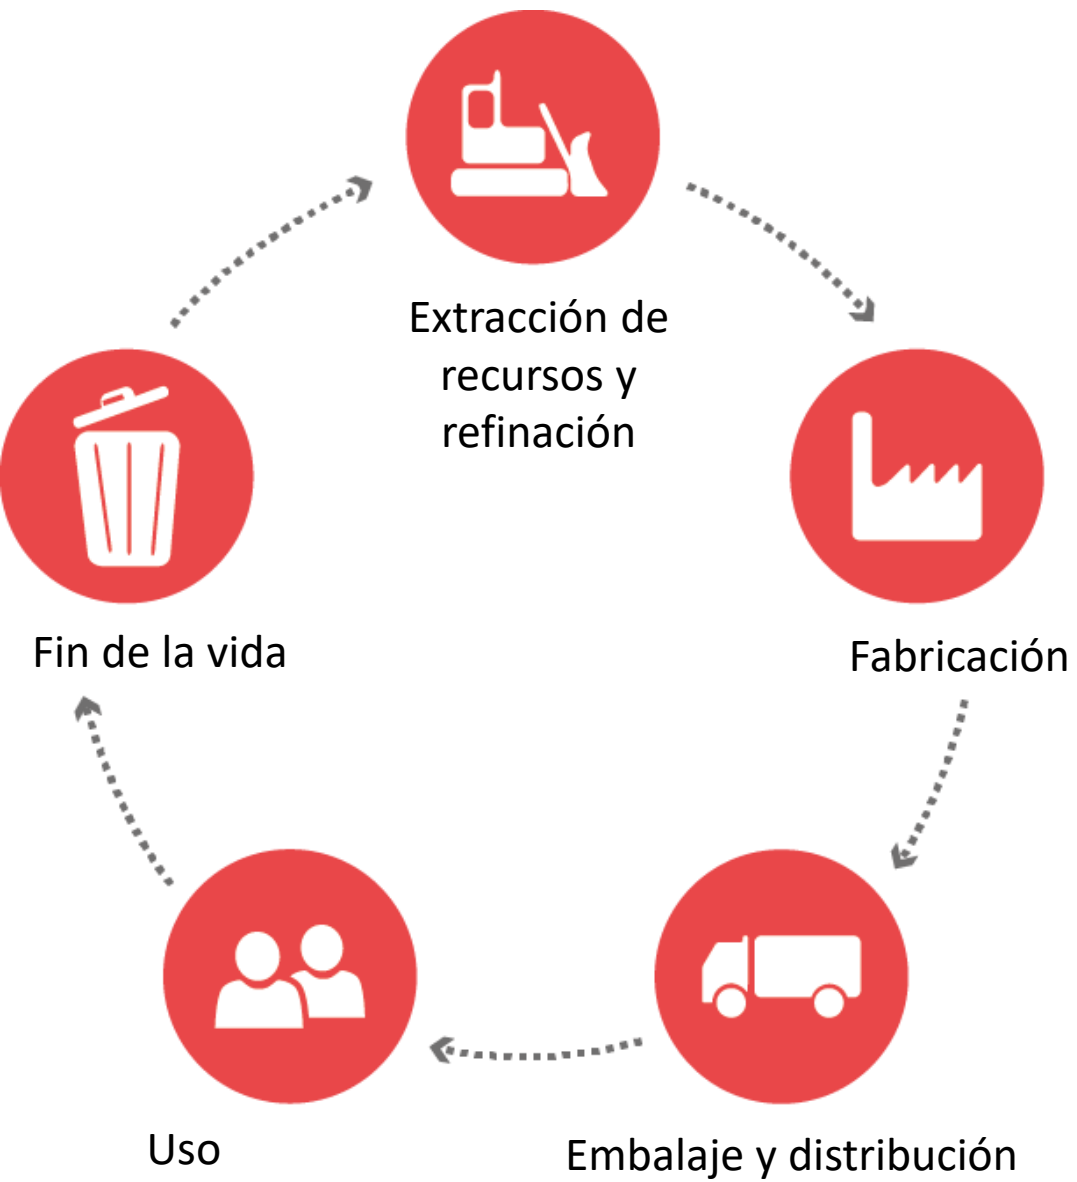 Extracción de
recursos y
refinación
Fin de la vida
Fabricación
Uso
Embalaje y distribución